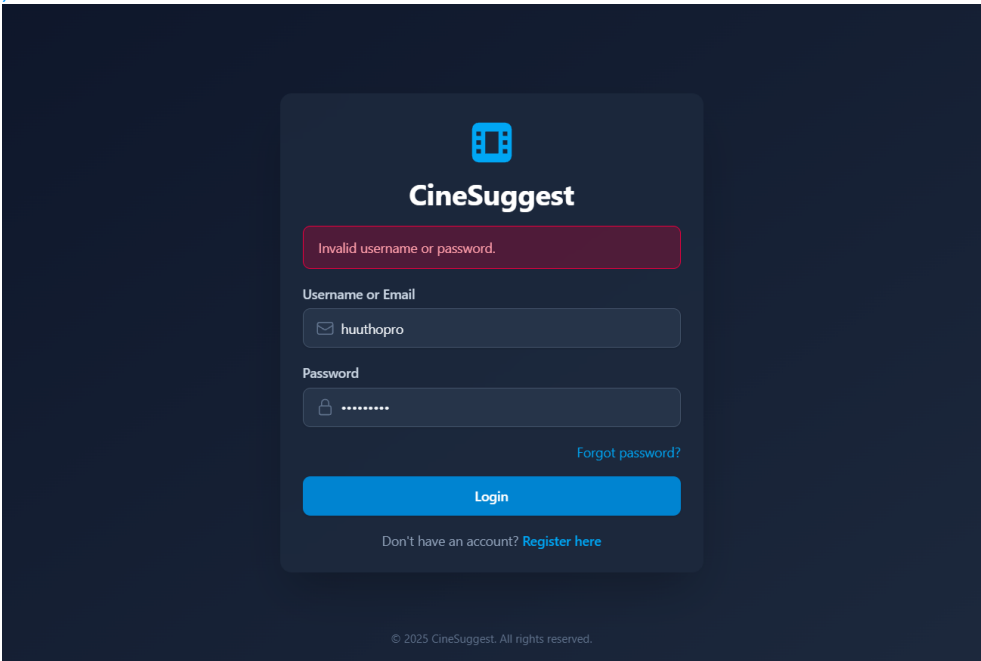 CineSuggest
Invalid username or password.
Username or Email
huuthopro
Password
•••••••••
Forgot password?
Login
Don't have an account? Register here
© 2025 CineSuggest. All rights reserved.